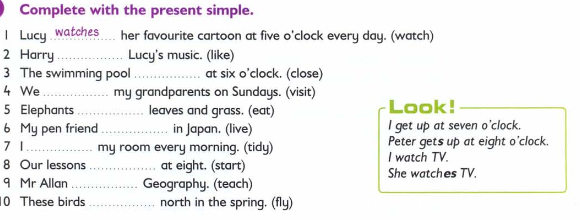 Complete with the present simple.
1 Lucy watches her favourite cartoon at five o'clock every day. (watch)
2 Harry ................ Lucy's music. (like)
3 The swimming pool ................ at six o'clock. (close)
4 We ................ my grandparents on Sundays. (visit)
5 Elephants ................ leaves and grass. (eat)
6 My pen friend ................ in Japan. (live)
7 I ................ my room every morning. (tidy)
8 Our lessons ................ at eight. (start)
9 Mr Allan ................ Geography. (teach)
10 These birds ................ north in the spring. (fly)
Look!
I get up at seven o'clock.
Peter gets up at eight o'clock.
I watch TV.
She watches TV.